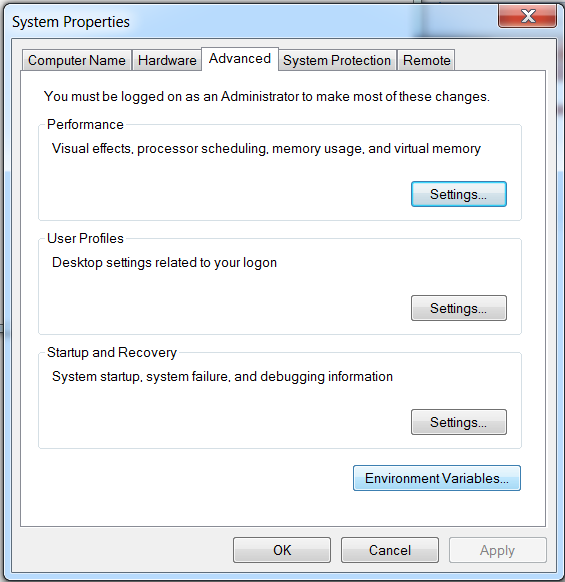 System Properties
Computer Name Hardware Advanced System Protection Remote
You must be logged on as an Administrator to make most of these changes.
Performance
Visual effects, processor scheduling, memory usage, and virtual memory
Settings...
User Profiles
Desktop settings related to your logon
Settings...
Startup and Recovery
System startup, system failure, and debugging information
Settings...
Environment Variables...
OK Cancel Apply